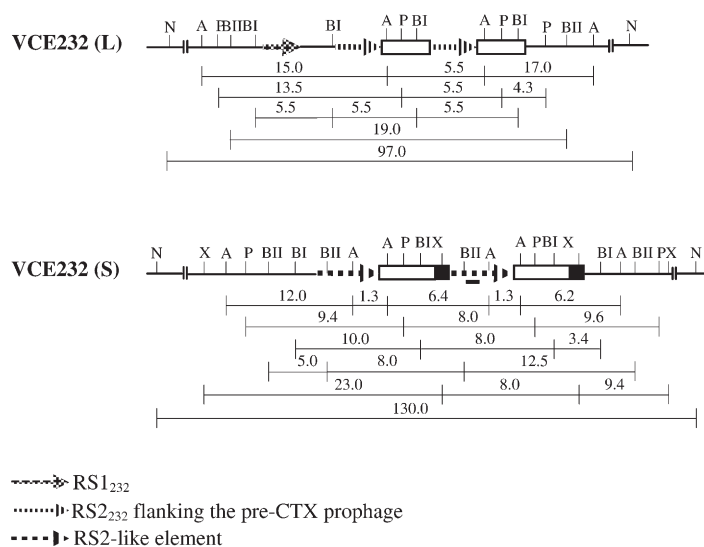 N A PBII BI BI A P BI A P BI P BII A N
VCE232 (L)
15.0 5.5 17.0
13.5 5.5 4.3
5.5 5.5 5.5
19.0
97.0
N X A P BII BI BII A A P BI X BII A A P BI X BI A BII P X N
VCE232 (S)
12.0 1.3 6.4 1.3 6.2
9.4 8.0 9.6
10.0 8.0 3.4
5.0 8.0 12.5
23.0 8.0 9.4
130.0
RS1₂₃₂
RS2₂₃₂ flanking the pre-CTX prophage
RS2-like element